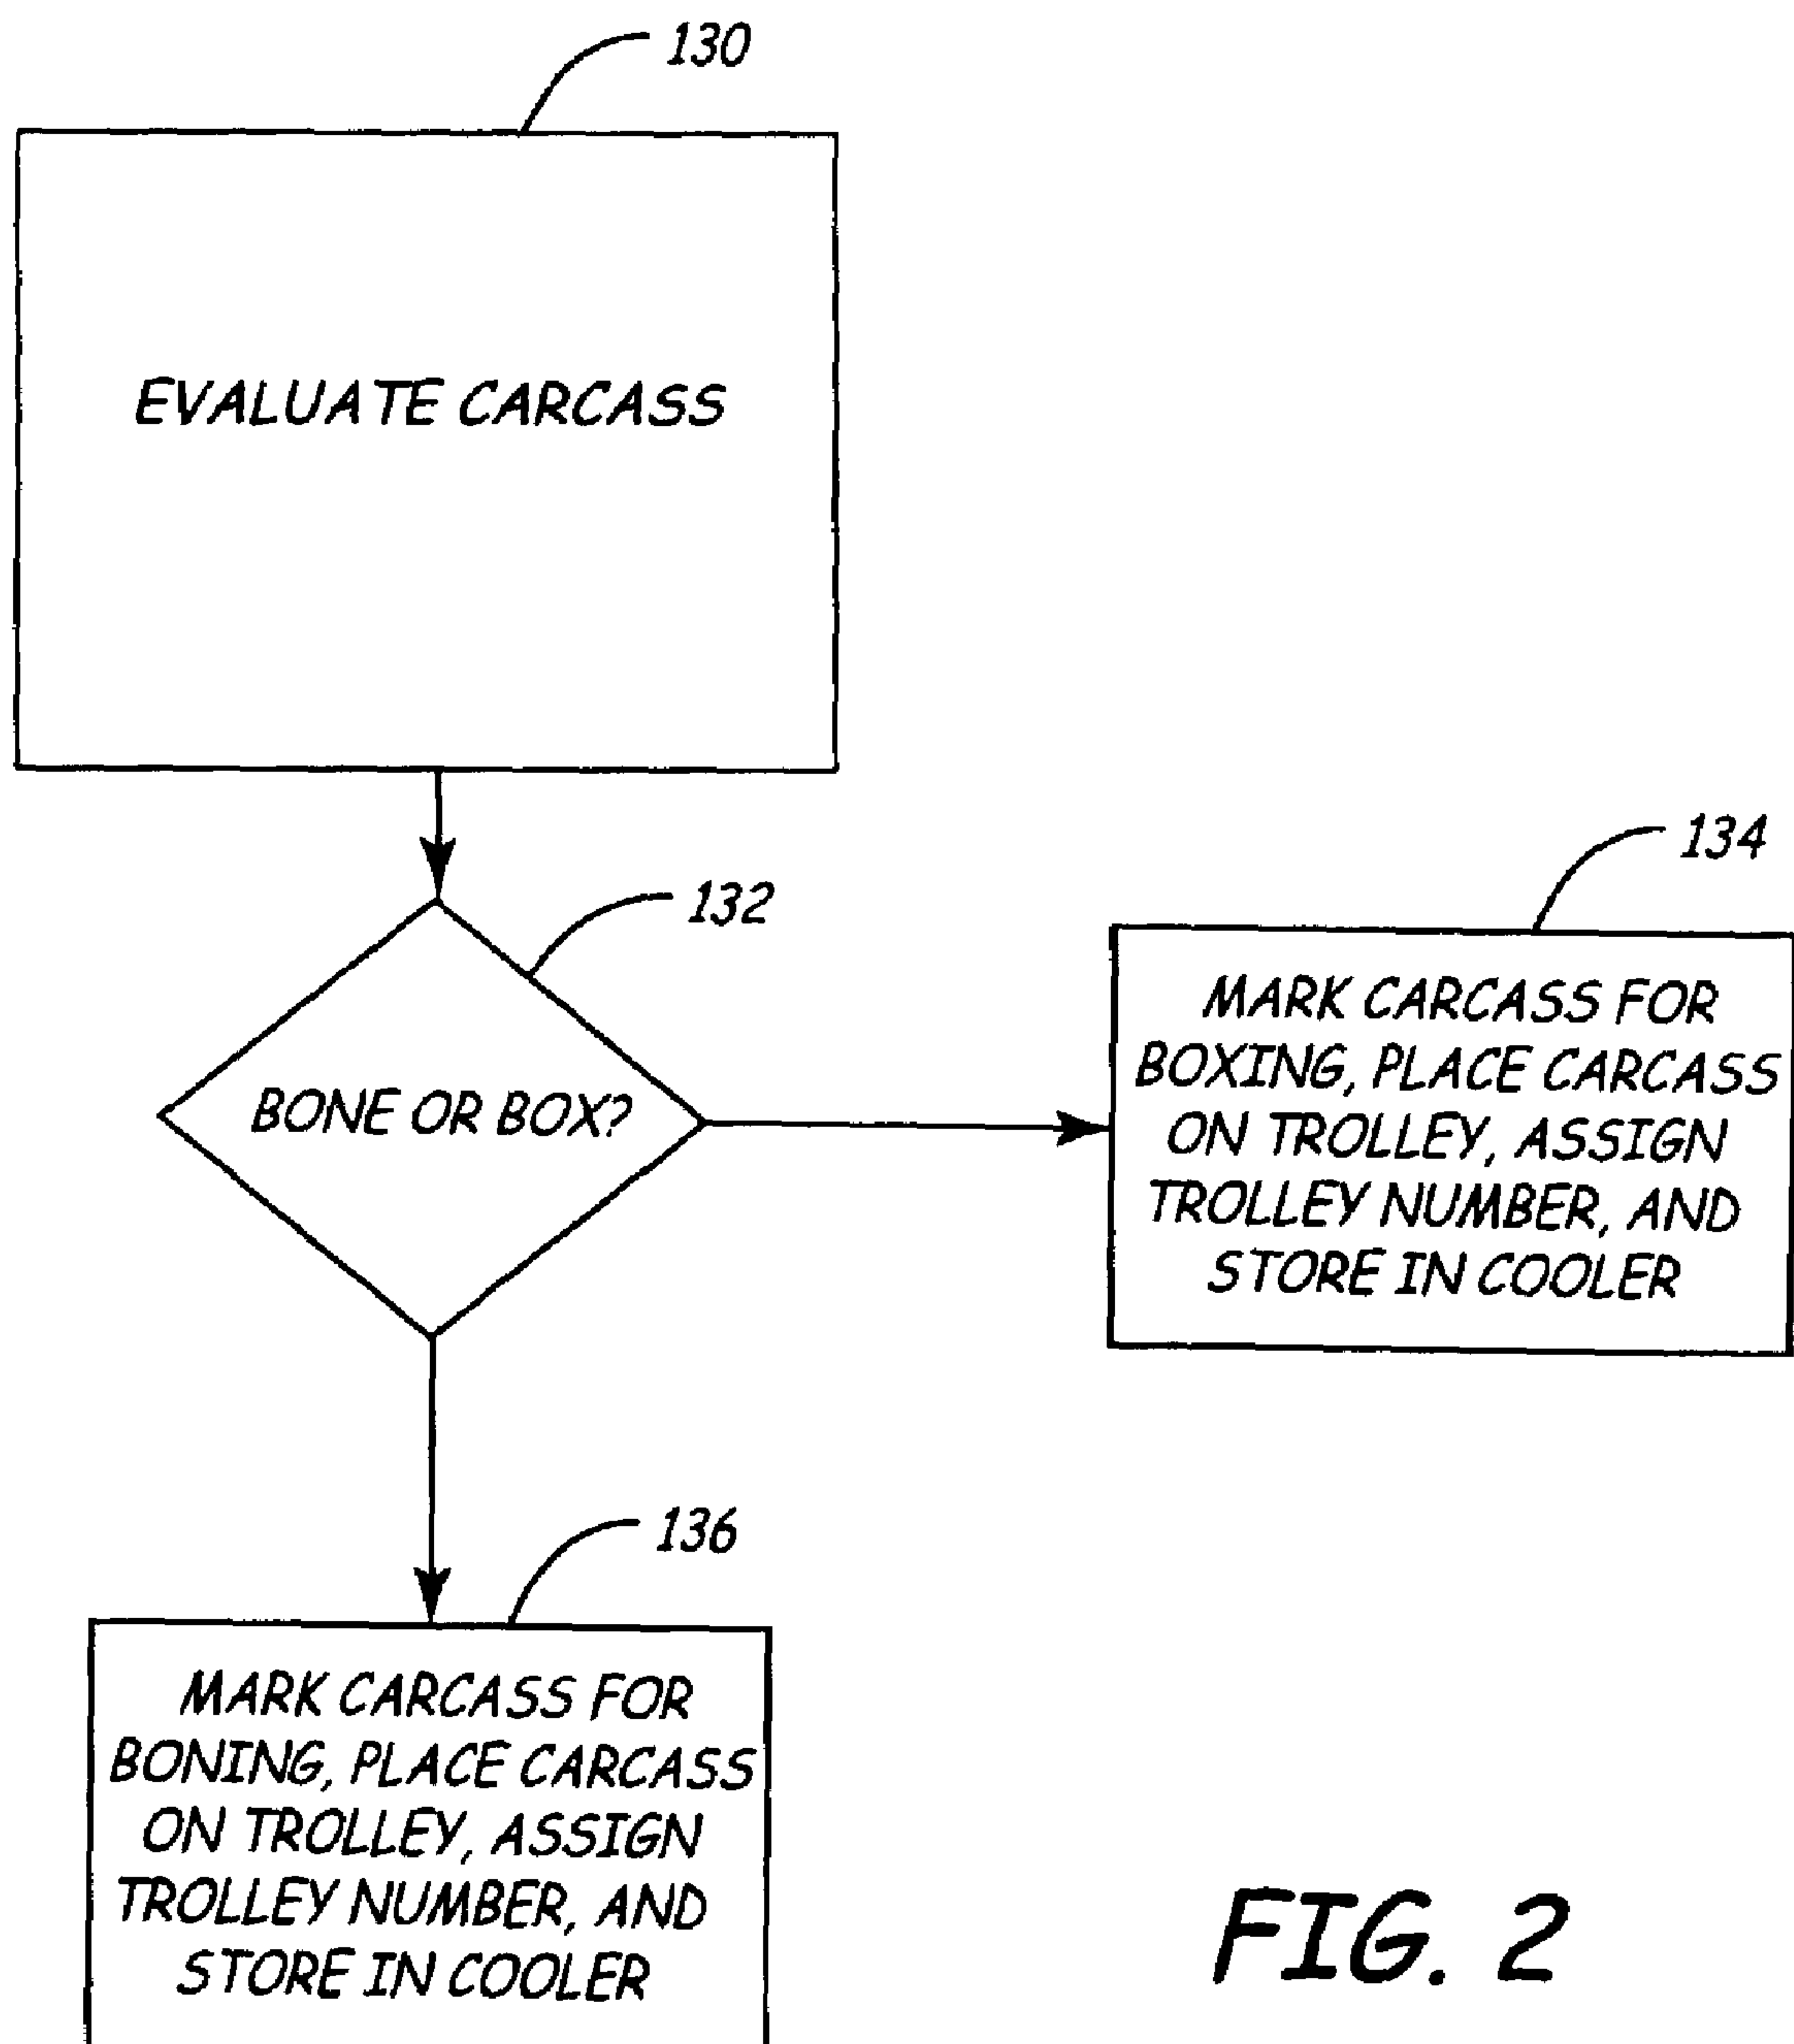 130
EVALUATE CARCASS
132
BONE OR BOX?
134
MARK CARCASS FOR
BOXING, PLACE CARCASS
ON TROLLEY, ASSIGN
TROLLEY NUMBER, AND
STORE IN COOLER
136
MARK CARCASS FOR
BONING, PLACE CARCASS
ON TROLLEY, ASSIGN
TROLLEY NUMBER, AND
STORE IN COOLER
FIG. 2